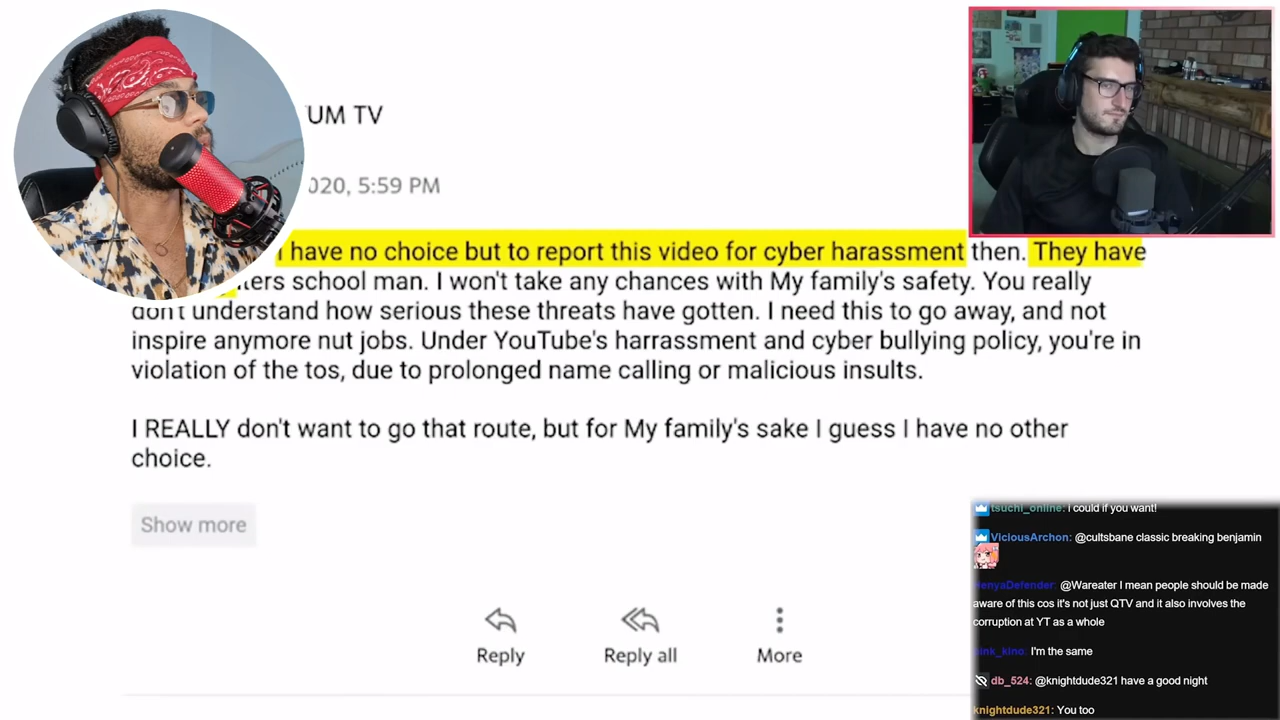 UM TV
020, 5:59 PM
I have no choice but to report this video for cyber harassment then. They have
ters school man. I won't take any chances with My family's safety. You really
don't understand how serious these threats have gotten. I need this to go away, and not
inspire anymore nut jobs. Under YouTube's harrassment and cyber bullying policy, you're in
violation of the tos, due to prolonged name calling or malicious insults.
I REALLY don't want to go that route, but for My family's sake I guess I have no other
choice.
Show more
Reply
Reply all
More
tsuchi_online: I could if you want!
ViciousArchon: @cultsbane classic breaking benjamin
enyaDefender: @Wareater I mean people should be made
aware of this cos it's not just QTV and it also involves the
corruption at YT as a whole
ink_kino: I'm the same
db_524: @knightdude321 have a good night
knightdude321: You too